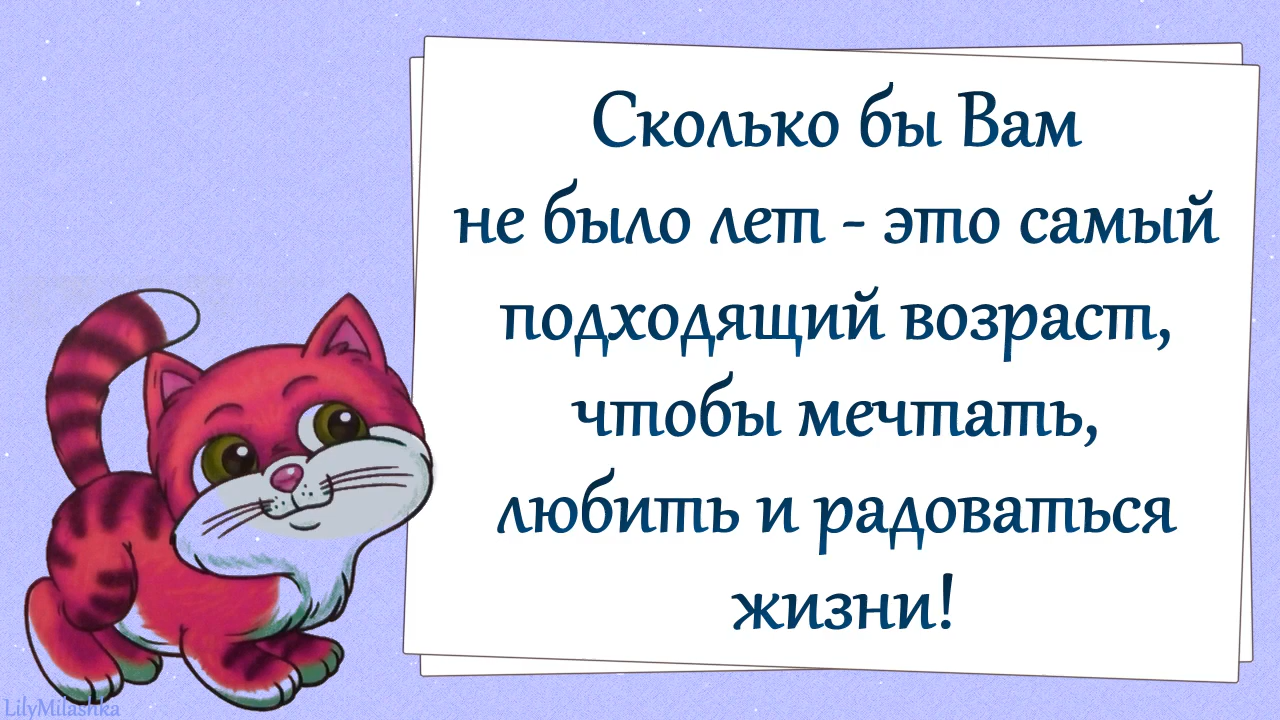 Сколько бы Вам
не было лет - это самый
подходящий возраст,
чтобы мечтать,
любить и радоваться
жизни!
LilyMilashka